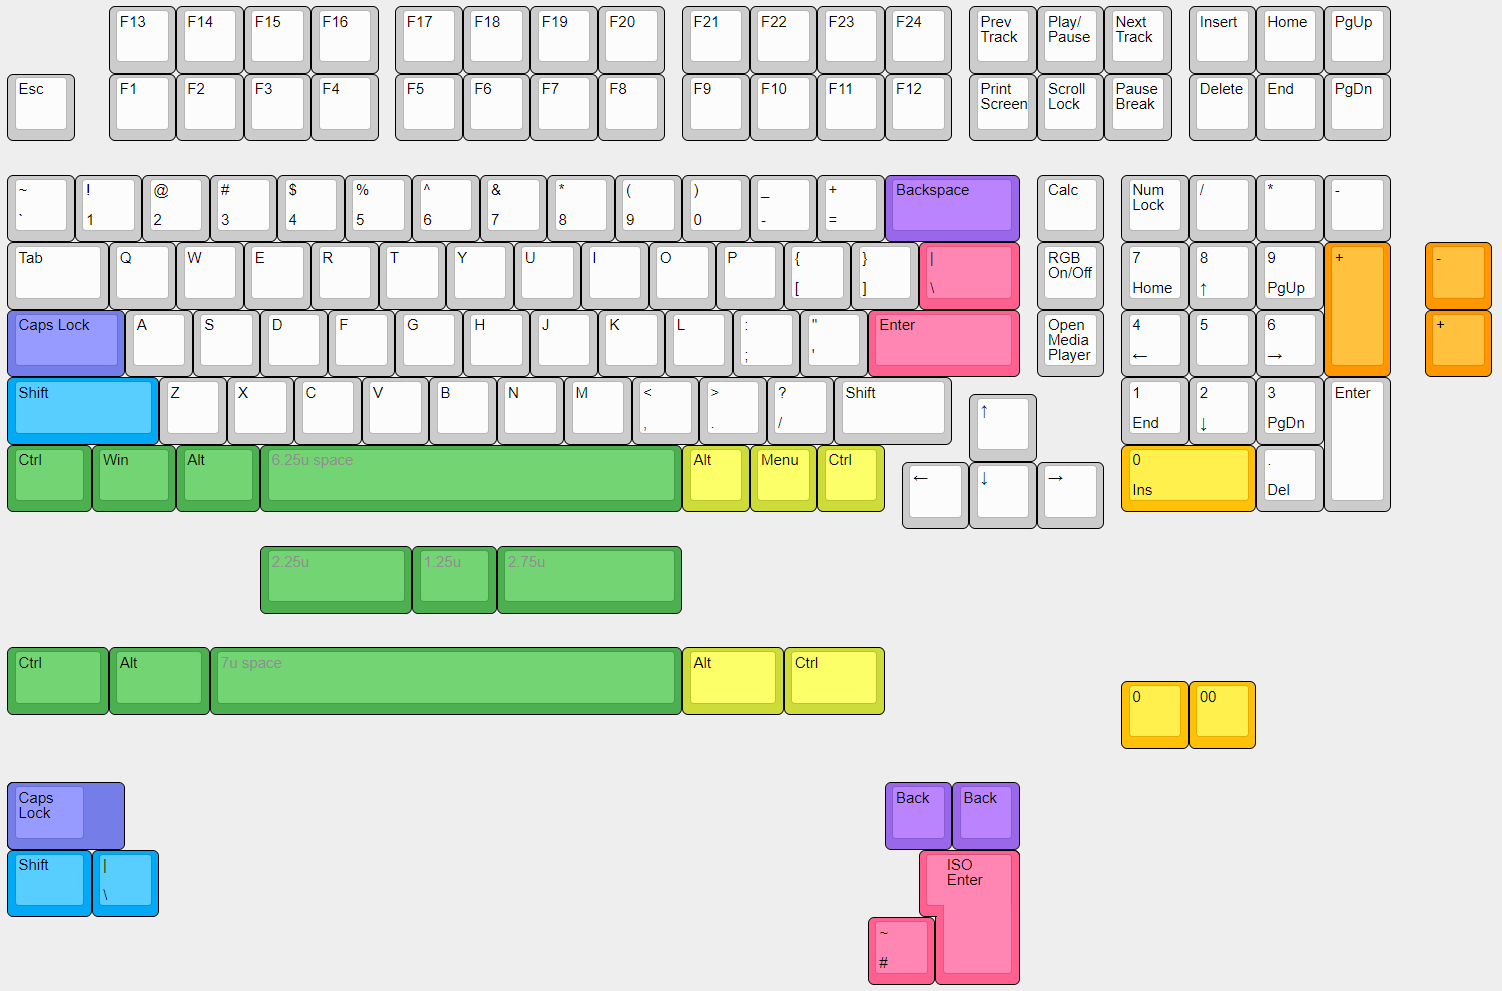 F13 F14 F15 F16 F17 F18 F19 F20 F21 F22 F23 F24 Prev Track Play/ Pause Next Track Insert Home PgUp
Esc F1 F2 F3 F4 F5 F6 F7 F8 F9 F10 F11 F12 Print Screen Scroll Lock Pause Break Delete End PgDn
~ ! @ # $ % ^ & * ( ) _ + Backspace Calc Num Lock / * -
` 1 2 3 4 5 6 7 8 9 0 - =
Tab Q W E R T Y U I O P { } | RGB On/Off 7 8 9 + -
[ ] \ Home ↑ PgUp
Caps Lock A S D F G H J K L : " Enter Open Media Player 4 5 6 +
; ' ← →
Shift Z X C V B N M < > ? Shift ↑ 1 2 3 Enter
, . / End ↓ PgDn
Ctrl Win Alt 6.25u space Alt Menu Ctrl ← ↓ → 0 .
Ins Del
2.25u 1.25u 2.75u
Ctrl Alt 7u space Alt Ctrl 0 00
Caps Lock Back Back
Shift | ISO Enter
\
~
#